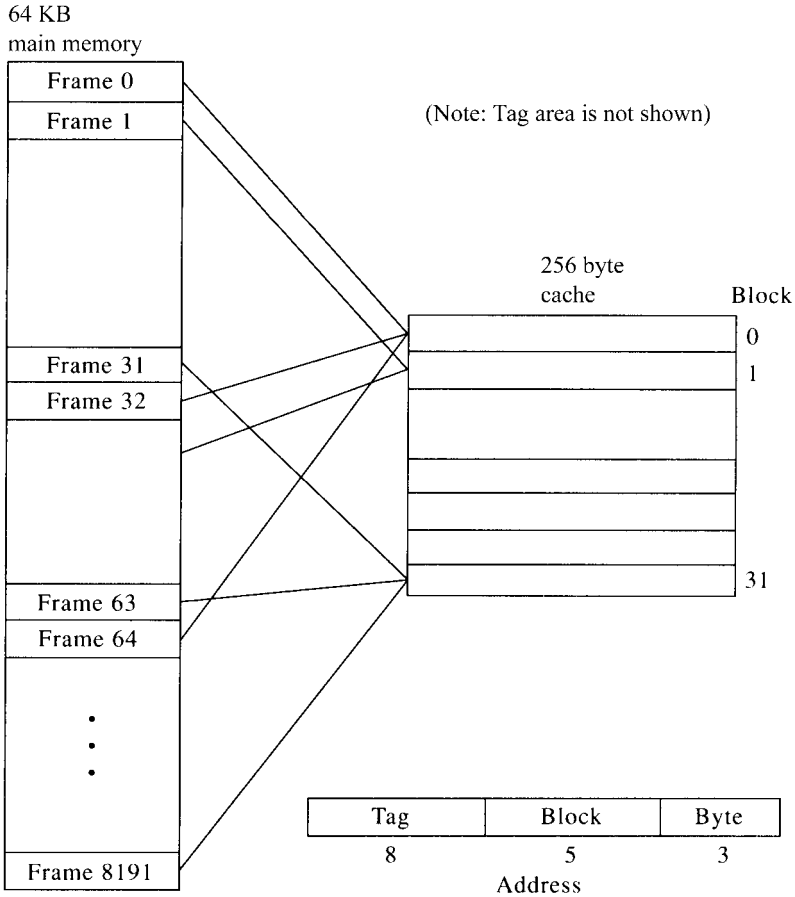 64 KB
main memory
Frame 0
Frame 1
(Note: Tag area is not shown)
256 byte
cache
Block
0
1
Frame 31
Frame 32
31
Frame 63
Frame 64
Tag
Block
Byte
8
5
3
Address
Frame 8191